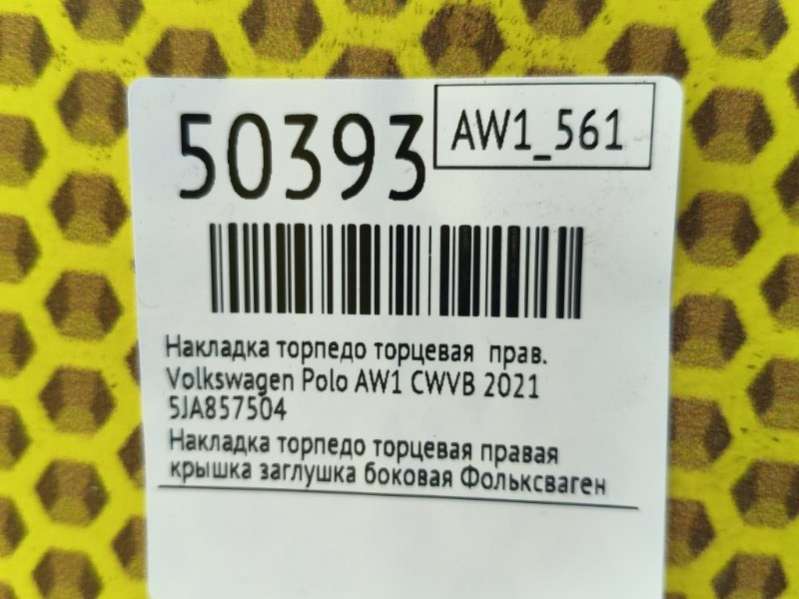 50393
AW1_561
Накладка торпедо торцевая прав.
Volkswagen Polo AW1 CWVB 2021
5JA857504
Накладка торпедо торцевая правая
крышка заглушка боковая Фольксваген